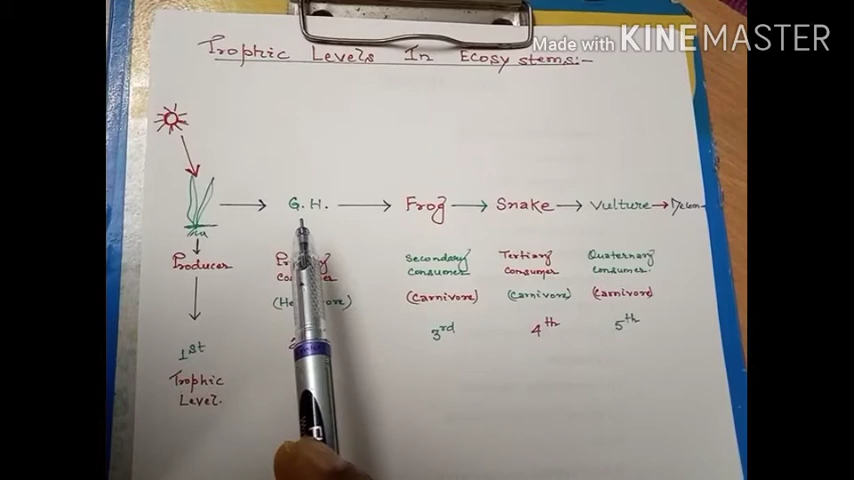 Made with KINEMASTER
Trophic Levels In Ecosystems:-
G.H. Frog Snake Vulture
Producer
Secondary Consumer
Tertiary Consumer
Quaternary Consumer.
(Carnivore) (Carnivore) (Carnivore)
3rd 4th 5th
1st
Trophic
Level.